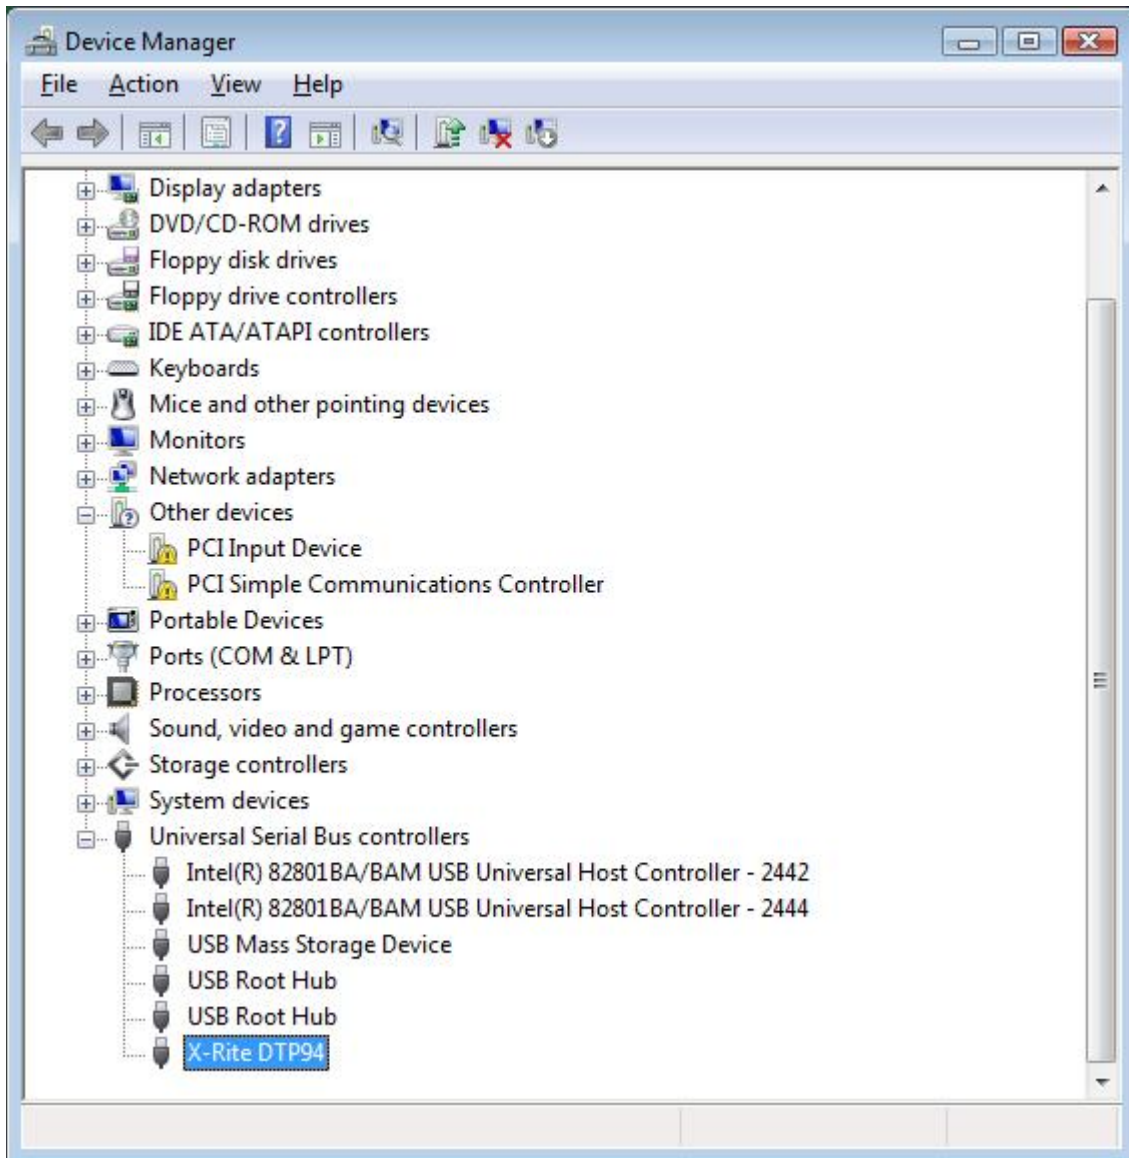 Device Manager
File Action View Help
Display adapters
DVD/CD-ROM drives
Floppy disk drives
Floppy drive controllers
IDE ATA/ATAPI controllers
Keyboards
Mice and other pointing devices
Monitors
Network adapters
Other devices
PCI Input Device
PCI Simple Communications Controller
Portable Devices
Ports (COM & LPT)
Processors
Sound, video and game controllers
Storage controllers
System devices
Universal Serial Bus controllers
Intel(R) 82801BA/BAM USB Universal Host Controller - 2442
Intel(R) 82801BA/BAM USB Universal Host Controller - 2444
USB Mass Storage Device
USB Root Hub
USB Root Hub
X-Rite DTP94